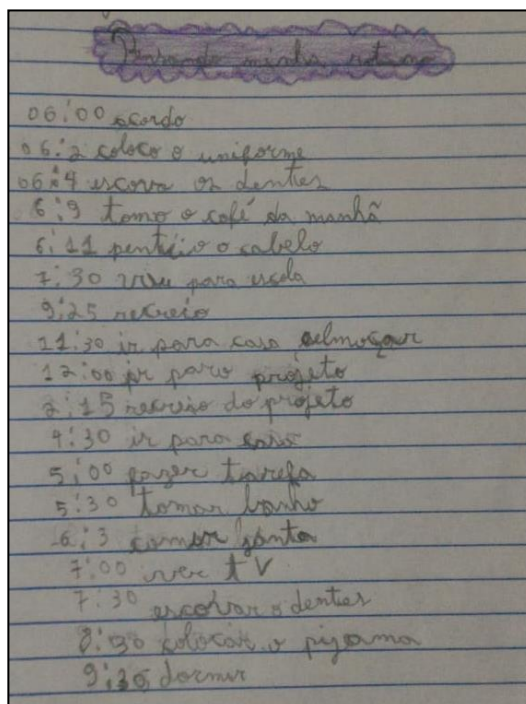 minha rotina
06:00 acordo
06:2 coloco o uniforme
06:4 escova os dentes
6:9 tomo o café da manhã
6:11 penteio o cabelo
7:30 vou para escola
9:25 recreio
11:30 ir para casa almoçar
12:00 ir para projeto
2:15 recreio do projeto
4:30 ir para casa
5:00 fazer tarefa
5:30 tomar banho
6:3 comer janta
7:00 ver tV
7:30 escovar o dentes
8:30 colocar o pijama
9:30 dormir